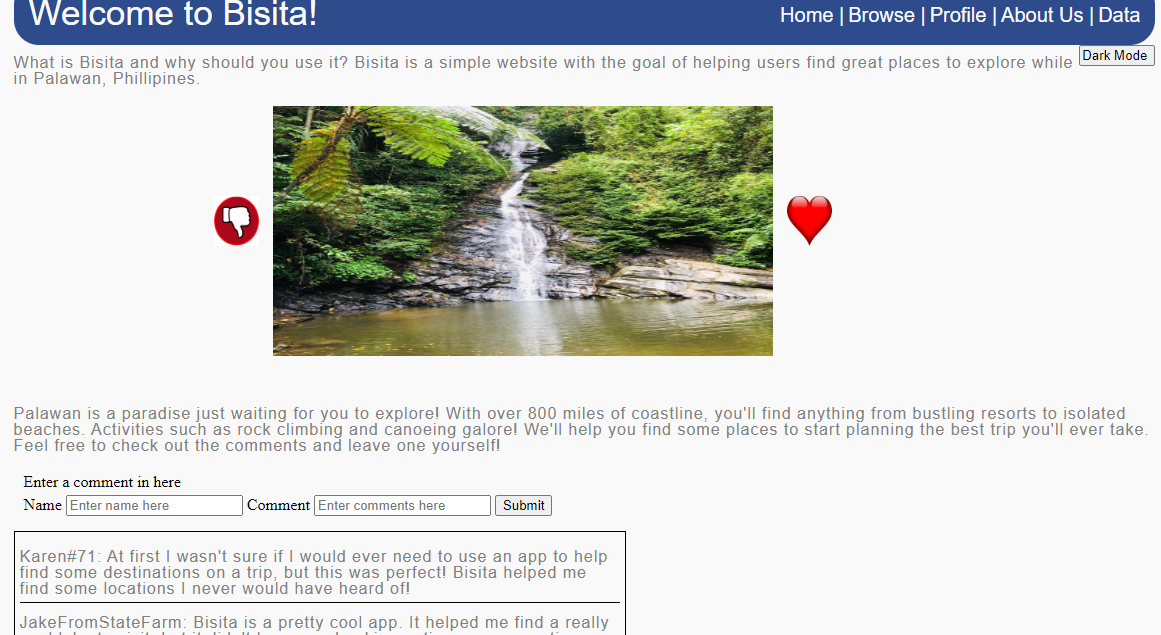 Welcome to Bisita!
Home | Browse | Profile | About Us | Data
Dark Mode
What is Bisita and why should you use it? Bisita is a simple website with the goal of helping users find great places to explore while
in Palawan, Phillipines.
Palawan is a paradise just waiting for you to explore! With over 800 miles of coastline, you'll find anything from bustling resorts to isolated
beaches. Activities such as rock climbing and canoeing galore! We'll help you find some places to start planning the best trip you'll ever take.
Feel free to check out the comments and leave one yourself!
Enter a comment in here
Name Enter name here Comment Enter comments here Submit
Karen#71: At first I wasn't sure if I would ever need to use an app to help
find some destinations on a trip, but this was perfect! Bisita helped me
find some locations I never would have heard of!
JakeFromStateFarm: Bisita is a pretty cool app. It helped me find a really